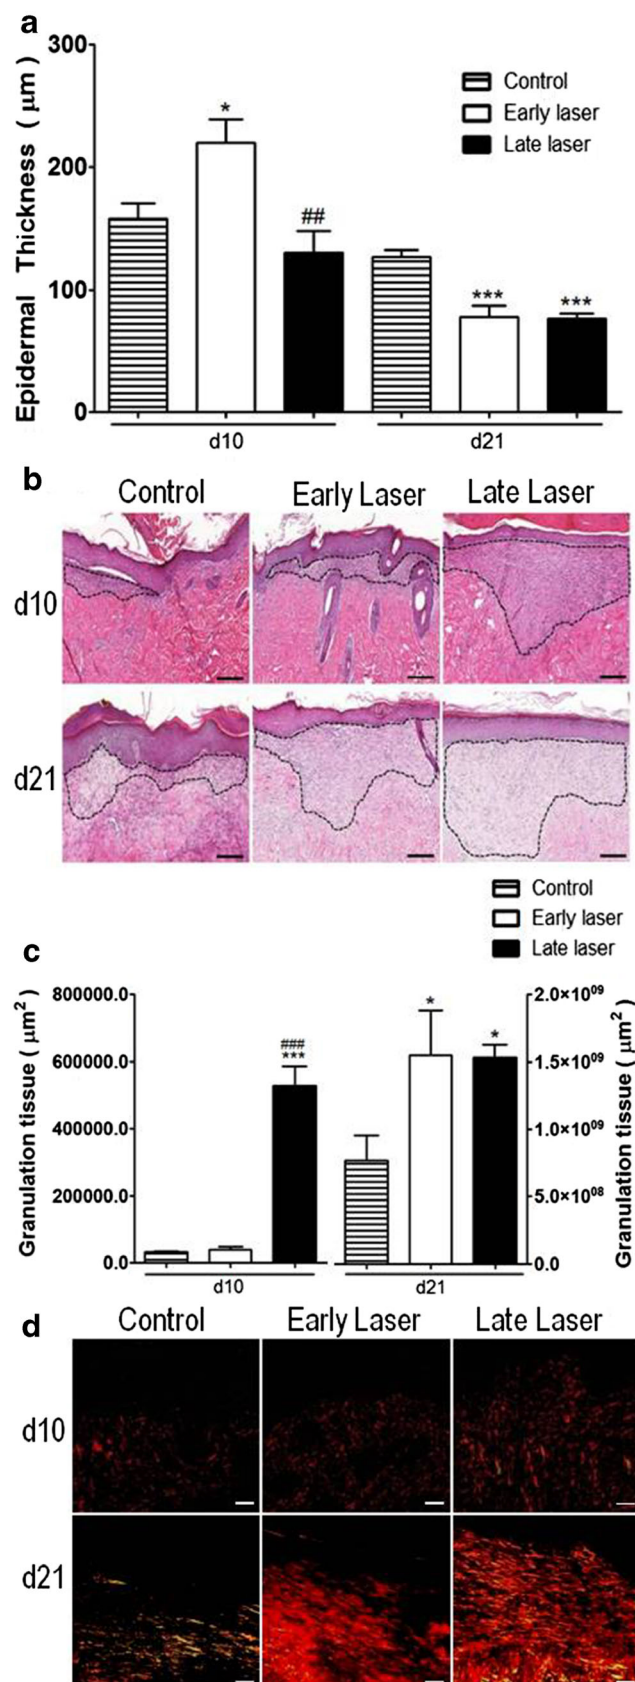 a
Epidermal Thickness ( μm )
300
200
100
0
Control
Early laser
Late laser
*
##
***
***
d10
d21
b
Control Early Laser Late Laser
d10
d21
Control
Early laser
Late laser
c
Granulation tissue ( μm² )
800000.0
600000.0
400000.0
200000.0
0.0
###
***
*
*
2.0×10⁰⁹
1.5×10⁰⁹
1.0×10⁰⁹
5.0×10⁰⁸
0.0
Granulation tissue ( μm² )
d10
d21
d
Control Early Laser Late Laser
d10
d21